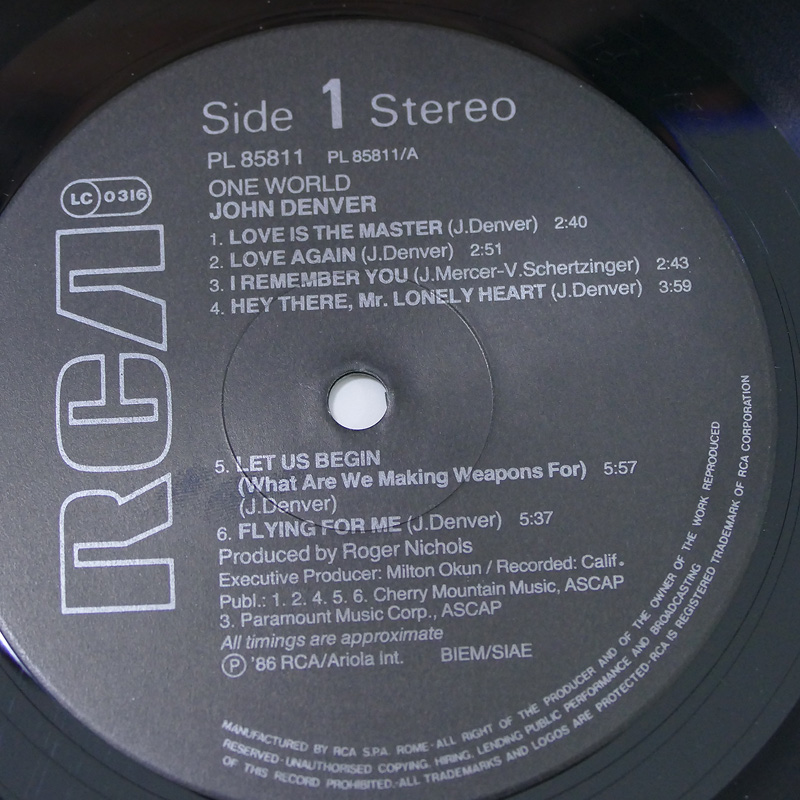 Side 1 Stereo
PL 85811 PL 85811/A
LC 0316
ONE WORLD
JOHN DENVER
1. LOVE IS THE MASTER (J.Denver) 2:40
2. LOVE AGAIN (J.Denver) 2:51
3. I REMEMBER YOU (J.Mercer-V.Schertzinger) 2:43
4. HEY THERE, Mr. LONELY HEART (J.Denver) 3:59
RCA
5. LET US BEGIN
(What Are We Making Weapons For) 5:57
(J.Denver)
6. FLYING FOR ME (J.Denver) 5:37
Produced by Roger Nichols
Executive Producer: Milton Okun / Recorded: Calif.
Publ.: 1. 2. 4. 5. 6. Cherry Mountain Music, ASCAP
3. Paramount Music Corp., ASCAP
All timings are approximate
Ⓟ '86 RCA/Ariola Int. BIEM/SIAE
MANUFACTURED BY RCA S.P.A. ROME-ALL RIGHT OF THE PRODUCER AND OF THE OWNER OF THE WORK REPRODUCED
RESERVED-UNAUTHORISED COPYING, HIRING, LENDING PUBLIC PERFORMANCE AND BROADCASTING
OF THIS RECORD PROHIBITED.-ALL TRADEMARKS AND LOGOS ARE PROTECTED-RCA IS REGISTERED TRADEMARK OF RCA CORPORATION